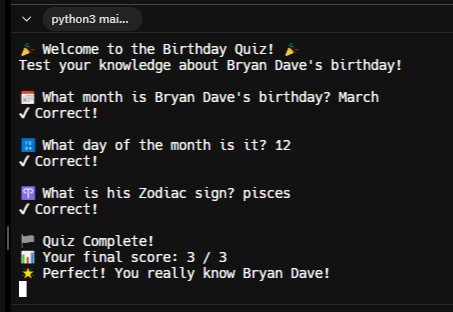 python3 mai...
🎉 Welcome to the Birthday Quiz! 🎉
Test your knowledge about Bryan Dave's birthday!
📅 What month is Bryan Dave's birthday? March
✔ Correct!
🔢 What day of the month is it? 12
✔ Correct!
♈ What is his Zodiac sign? pisces
✔ Correct!
🏁 Quiz Complete!
📊 Your final score: 3 / 3
🌟 Perfect! You really know Bryan Dave!